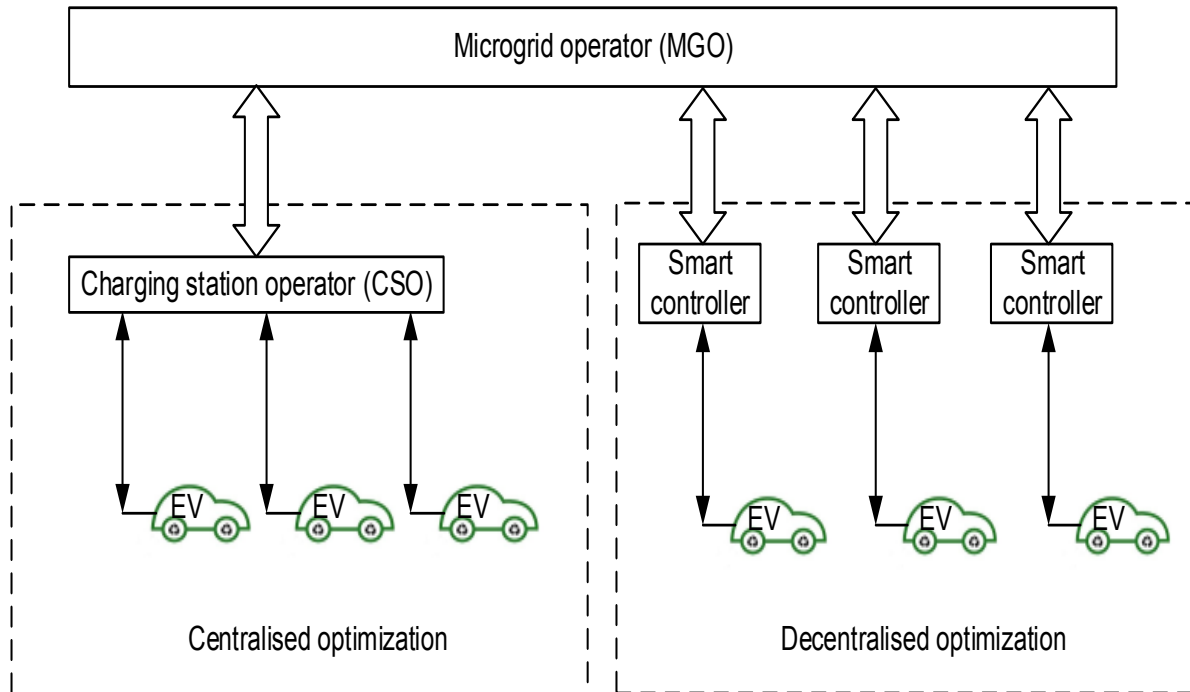 Microgrid operator (MGO)
Charging station operator (CSO)
Smart
controller
Smart
controller
Smart
controller
EV
EV
EV
EV
EV
EV
Centralised optimization
Decentralised optimization